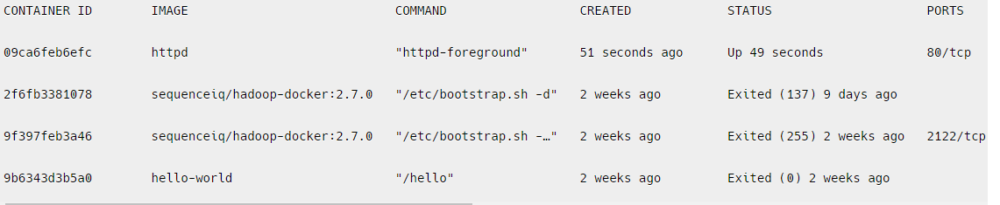 CONTAINER ID IMAGE COMMAND CREATED STATUS PORTS
09ca6feb6efc httpd "httpd-foreground" 51 seconds ago Up 49 seconds 80/tcp
2f6fb3381078 sequenceiq/hadoop-docker:2.7.0 "/etc/bootstrap.sh -d" 2 weeks ago Exited (137) 9 days ago
9f397feb3a46 sequenceiq/hadoop-docker:2.7.0 "/etc/bootstrap.sh -…" 2 weeks ago Exited (255) 2 weeks ago 2122/tcp
9b6343d3b5a0 hello-world "/hello" 2 weeks ago Exited (0) 2 weeks ago